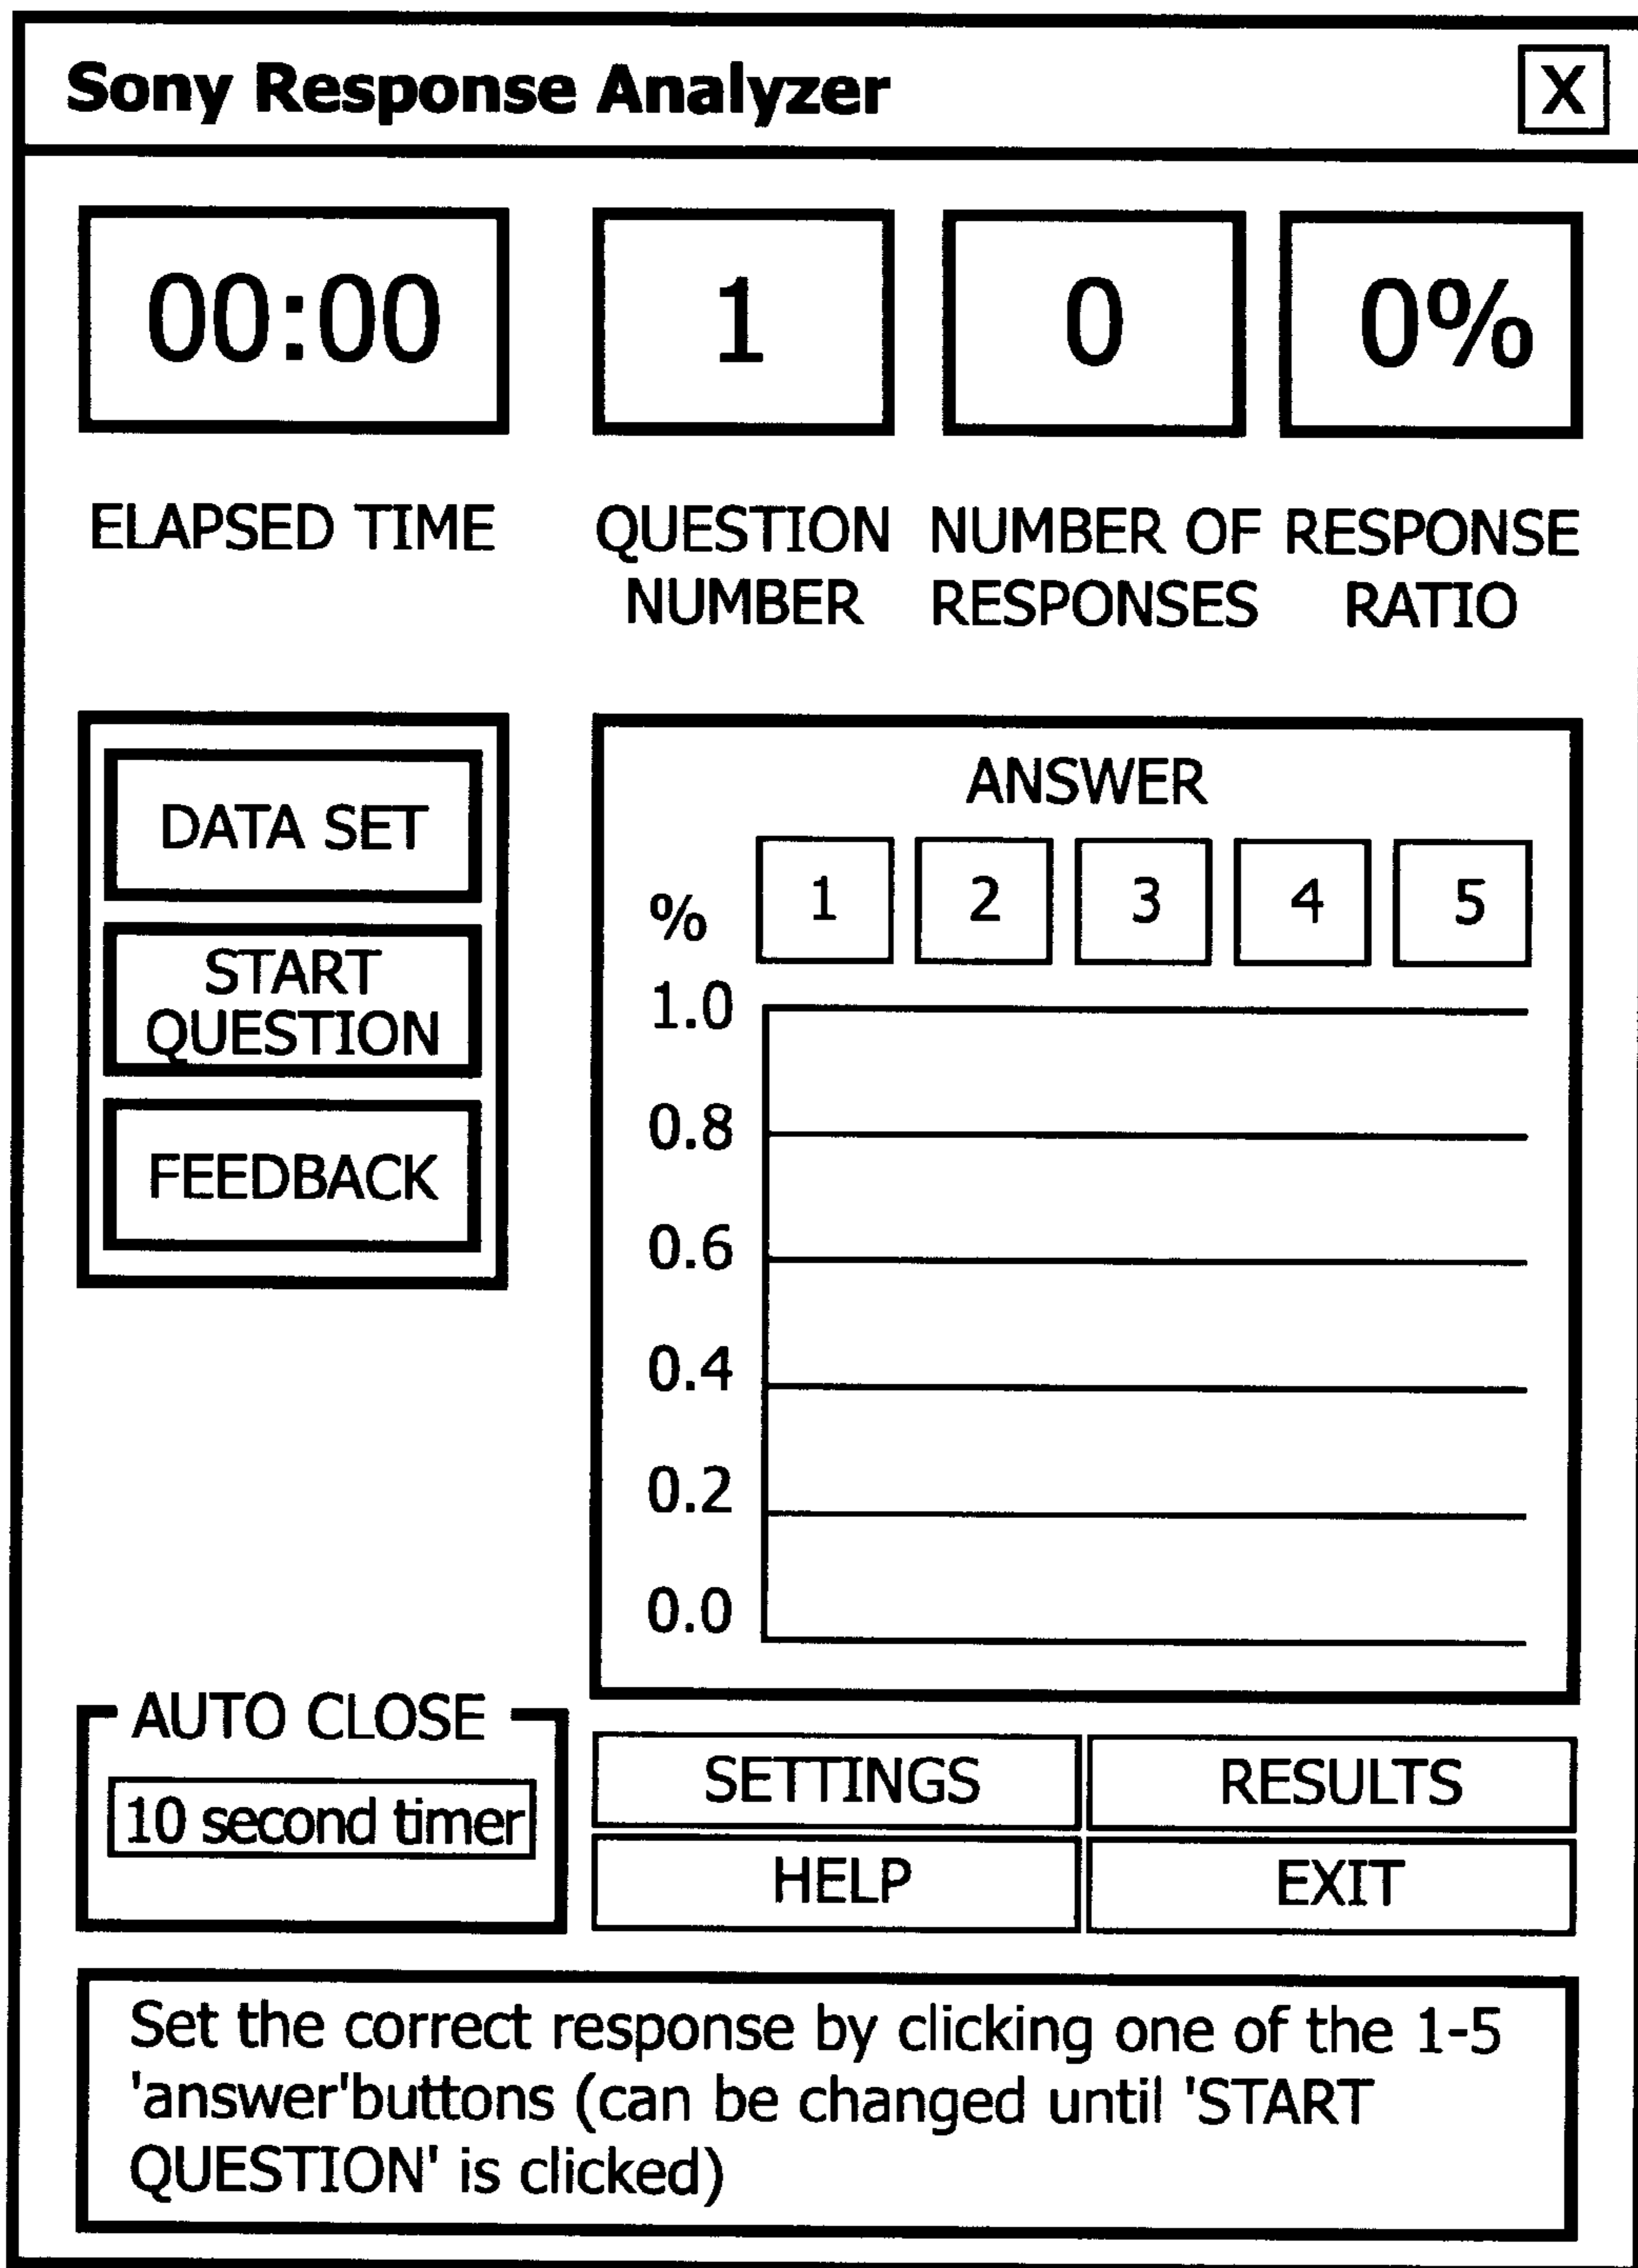 Sony Response Analyzer
X
00:00
1
0
0%
ELAPSED TIME
QUESTION
NUMBER
NUMBER OF
RESPONSES
RESPONSE
RATIO
DATA SET
START
QUESTION
FEEDBACK
ANSWER
%
1
2
3
4
5
1.0
0.8
0.6
0.4
0.2
0.0
AUTO CLOSE
10 second timer
SETTINGS
RESULTS
HELP
EXIT
Set the correct response by clicking one of the 1-5
'answer'buttons (can be changed until 'START
QUESTION' is clicked)